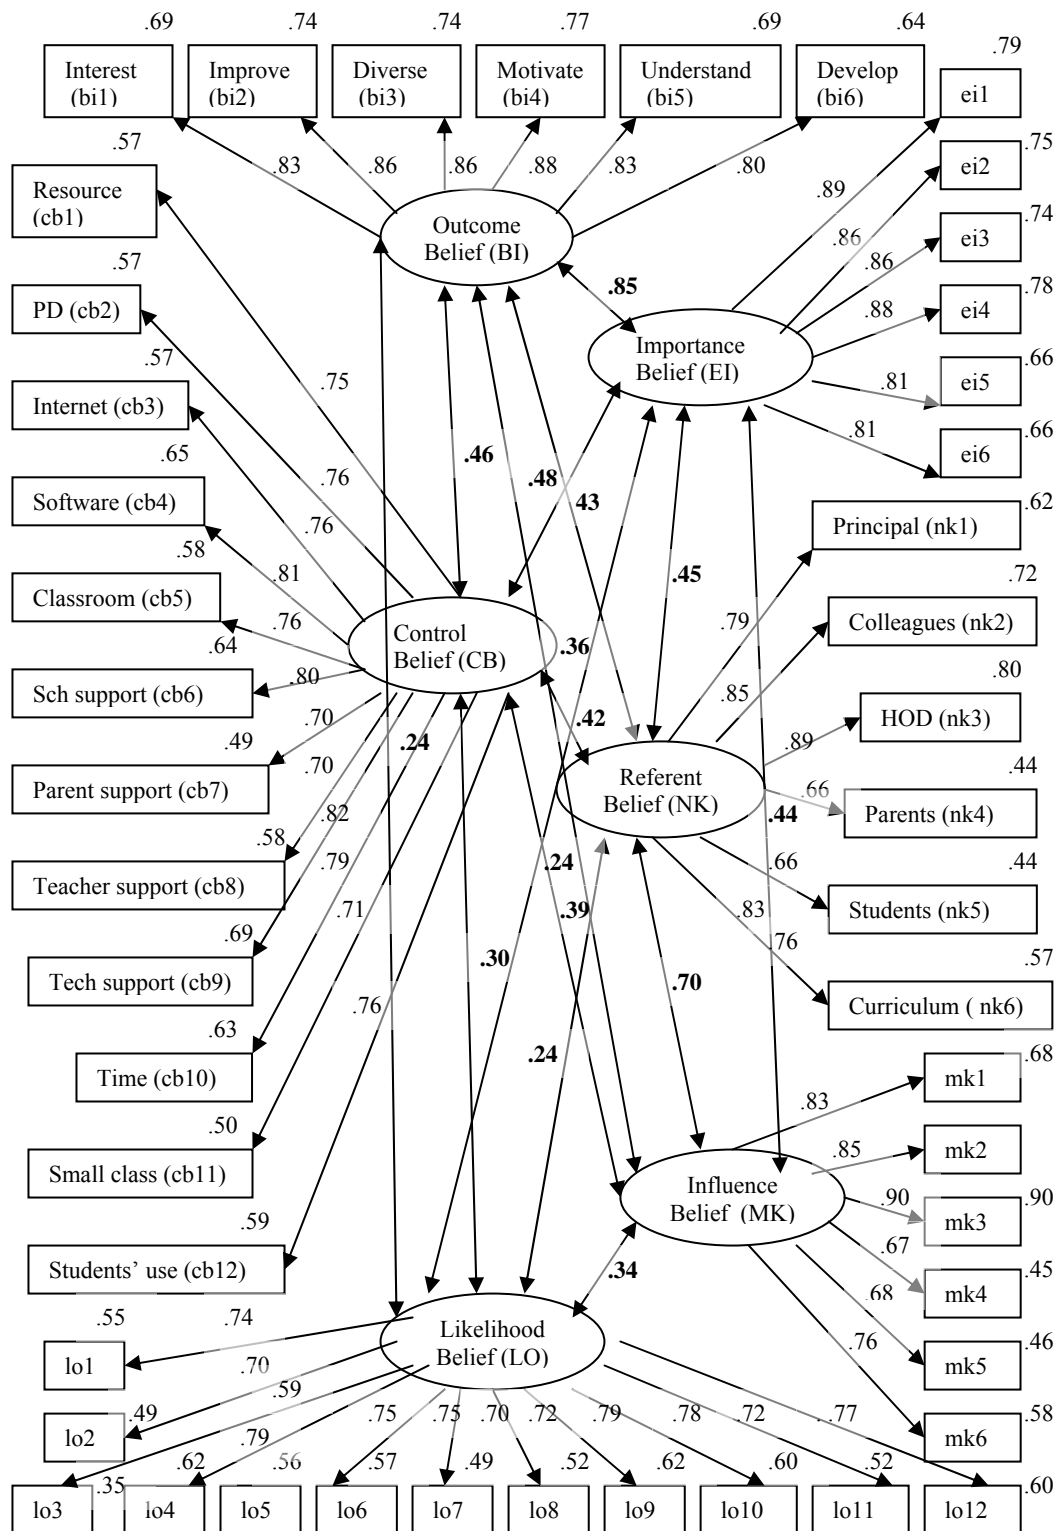 .69
.74
.74
.77
.69
.64
.79
Interest
(bi1)
Improve
(bi2)
Diverse
(bi3)
Motivate
(bi4)
Understand
(bi5)
Develop
(bi6)
ei1
.57
.83
.86
.86
.88
.83
.80
.75
ei2
Resource
(cb1)
.89
Outcome
Belief (BI)
.74
ei3
.86
.86
.57
.85
.78
ei4
.88
PD (cb2)
Importance
Belief (EI)
.57
.66
ei5
.81
.75
Internet (cb3)
.66
ei6
.81
.65
.46
.48
.76
Software (cb4)
43
.62
Principal (nk1)
.76
.58
.81
.45
.72
Classroom (cb5)
.76
.79
Colleagues (nk2)
.64
Control
Belief (CB)
.36
.80
Sch support (cb6)
.85
.80
HOD (nk3)
.70
.42
.49
.24
.89
.44
.70
Parent support (cb7)
Referent
Belief (NK)
.66
Parents (nk4)
.44
.82
.58
.79
.24
.66
.44
Teacher support (cb8)
.71
.39
.83
Students (nk5)
.69
.76
.30
.70
.57
Tech support (cb9)
.76
Curriculum ( nk6)
.63
.24
.68
Time (cb10)
mk1
.83
.50
.85
mk2
Small class (cb11)
Influence
Belief (MK)
.90
.90
mk3
.59
.67
Students’ use (cb12)
.34
.45
mk4
.68
.55
.74
Likelihood
Belief (LO)
.76
.46
mk5
lo1
.70
.59
.49
.75
.75
.70
.72
.79
.78
.72
.77
.58
lo2
.79
mk6
.35
.62
.56
.57
.49
.52
.62
.60
.52
.60
lo3
lo4
lo5
lo6
lo7
lo8
lo9
lo10
lo11
lo12